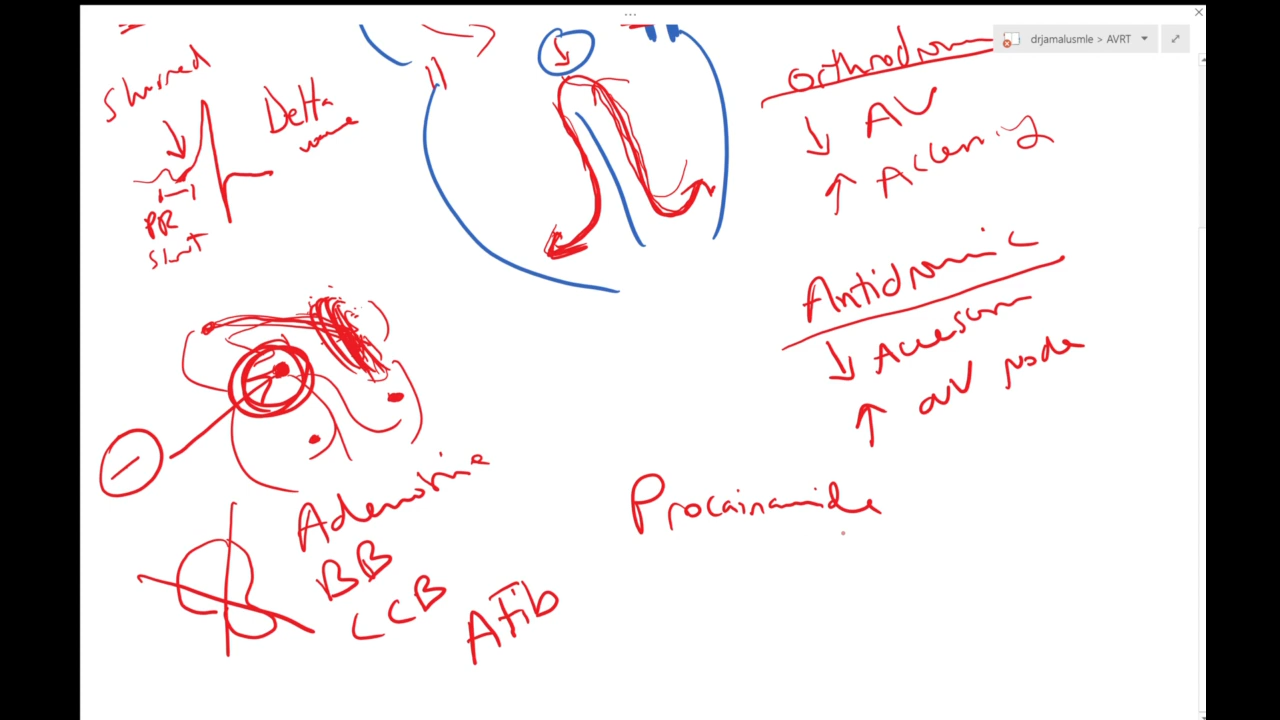 drjamalusmle > AVRT
Slurred
Delta
wave
PR
Short
Orthodromic
↓ AV
↑ Accessory
Antidromic
↓ Accessory
↑ AV Node
Procainamide
Adenosine
BB
CCB
AFib